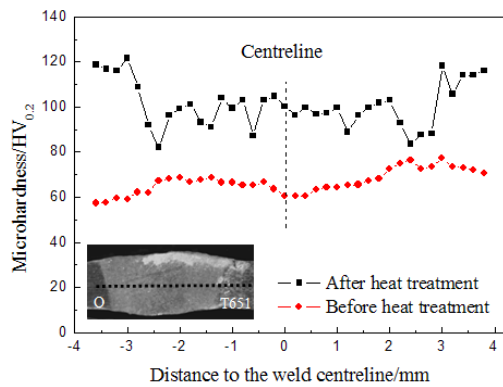 140
120
100
80
60
40
20
0
Microhardness/HV0.2
Centreline
O T651
After heat treatment
Before heat treatment
-4 -3 -2 -1 0 1 2 3 4
Distance to the weld centreline/mm